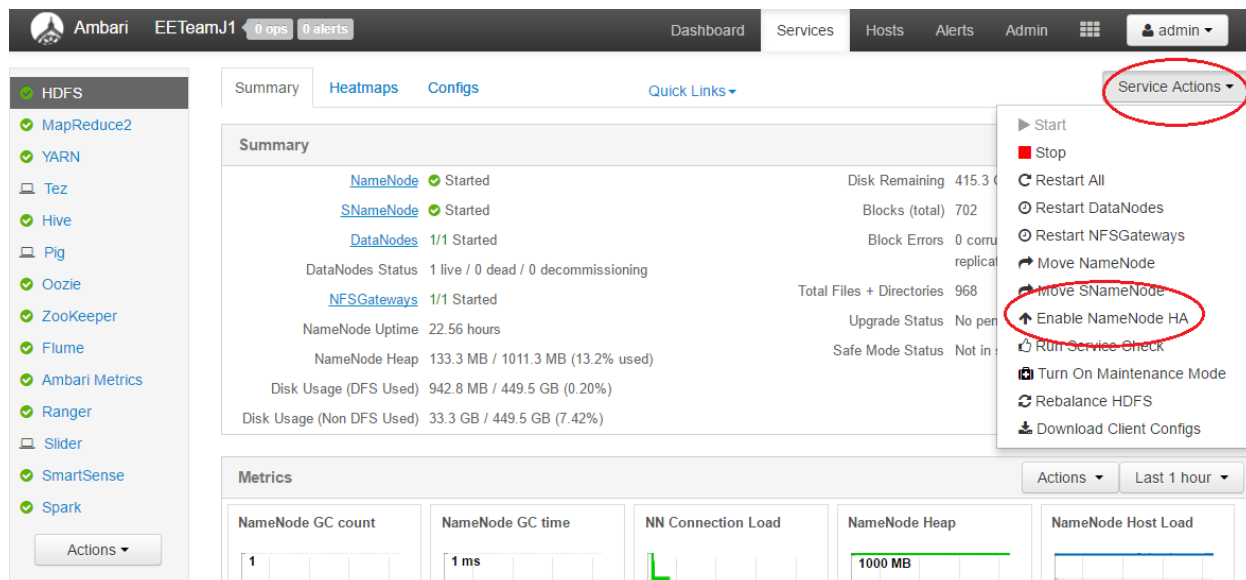 Ambari EETeamJ1 0 ops 0 alerts Dashboard Services Hosts Alerts Admin admin
HDFS
MapReduce2
YARN
Tez
Hive
Pig
Oozie
ZooKeeper
Flume
Ambari Metrics
Ranger
Slider
SmartSense
Spark
Actions
Summary Heatmaps Configs Quick Links Service Actions
Summary
NameNode Started
SNameNode Started
DataNodes 1/1 Started
DataNodes Status 1 live / 0 dead / 0 decommissioning
NFSGateways 1/1 Started
NameNode Uptime 22.56 hours
NameNode Heap 133.3 MB / 1011.3 MB (13.2% used)
Disk Usage (DFS Used) 942.8 MB / 449.5 GB (0.20%)
Disk Usage (Non DFS Used) 33.3 GB / 449.5 GB (7.42%)
Disk Remaining 415.3
Blocks (total) 702
Block Errors 0 corru
replicat
Total Files + Directories 968
Upgrade Status No pen
Safe Mode Status Not in
Start
Stop
Restart All
Restart DataNodes
Restart NFSGateways
Move NameNode
Move SNameNode
Enable NameNode HA
Run Service Check
Turn On Maintenance Mode
Rebalance HDFS
Download Client Configs
Metrics Actions Last 1 hour
NameNode GC count NameNode GC time NN Connection Load NameNode Heap NameNode Host Load
1 1 ms 1000 MB